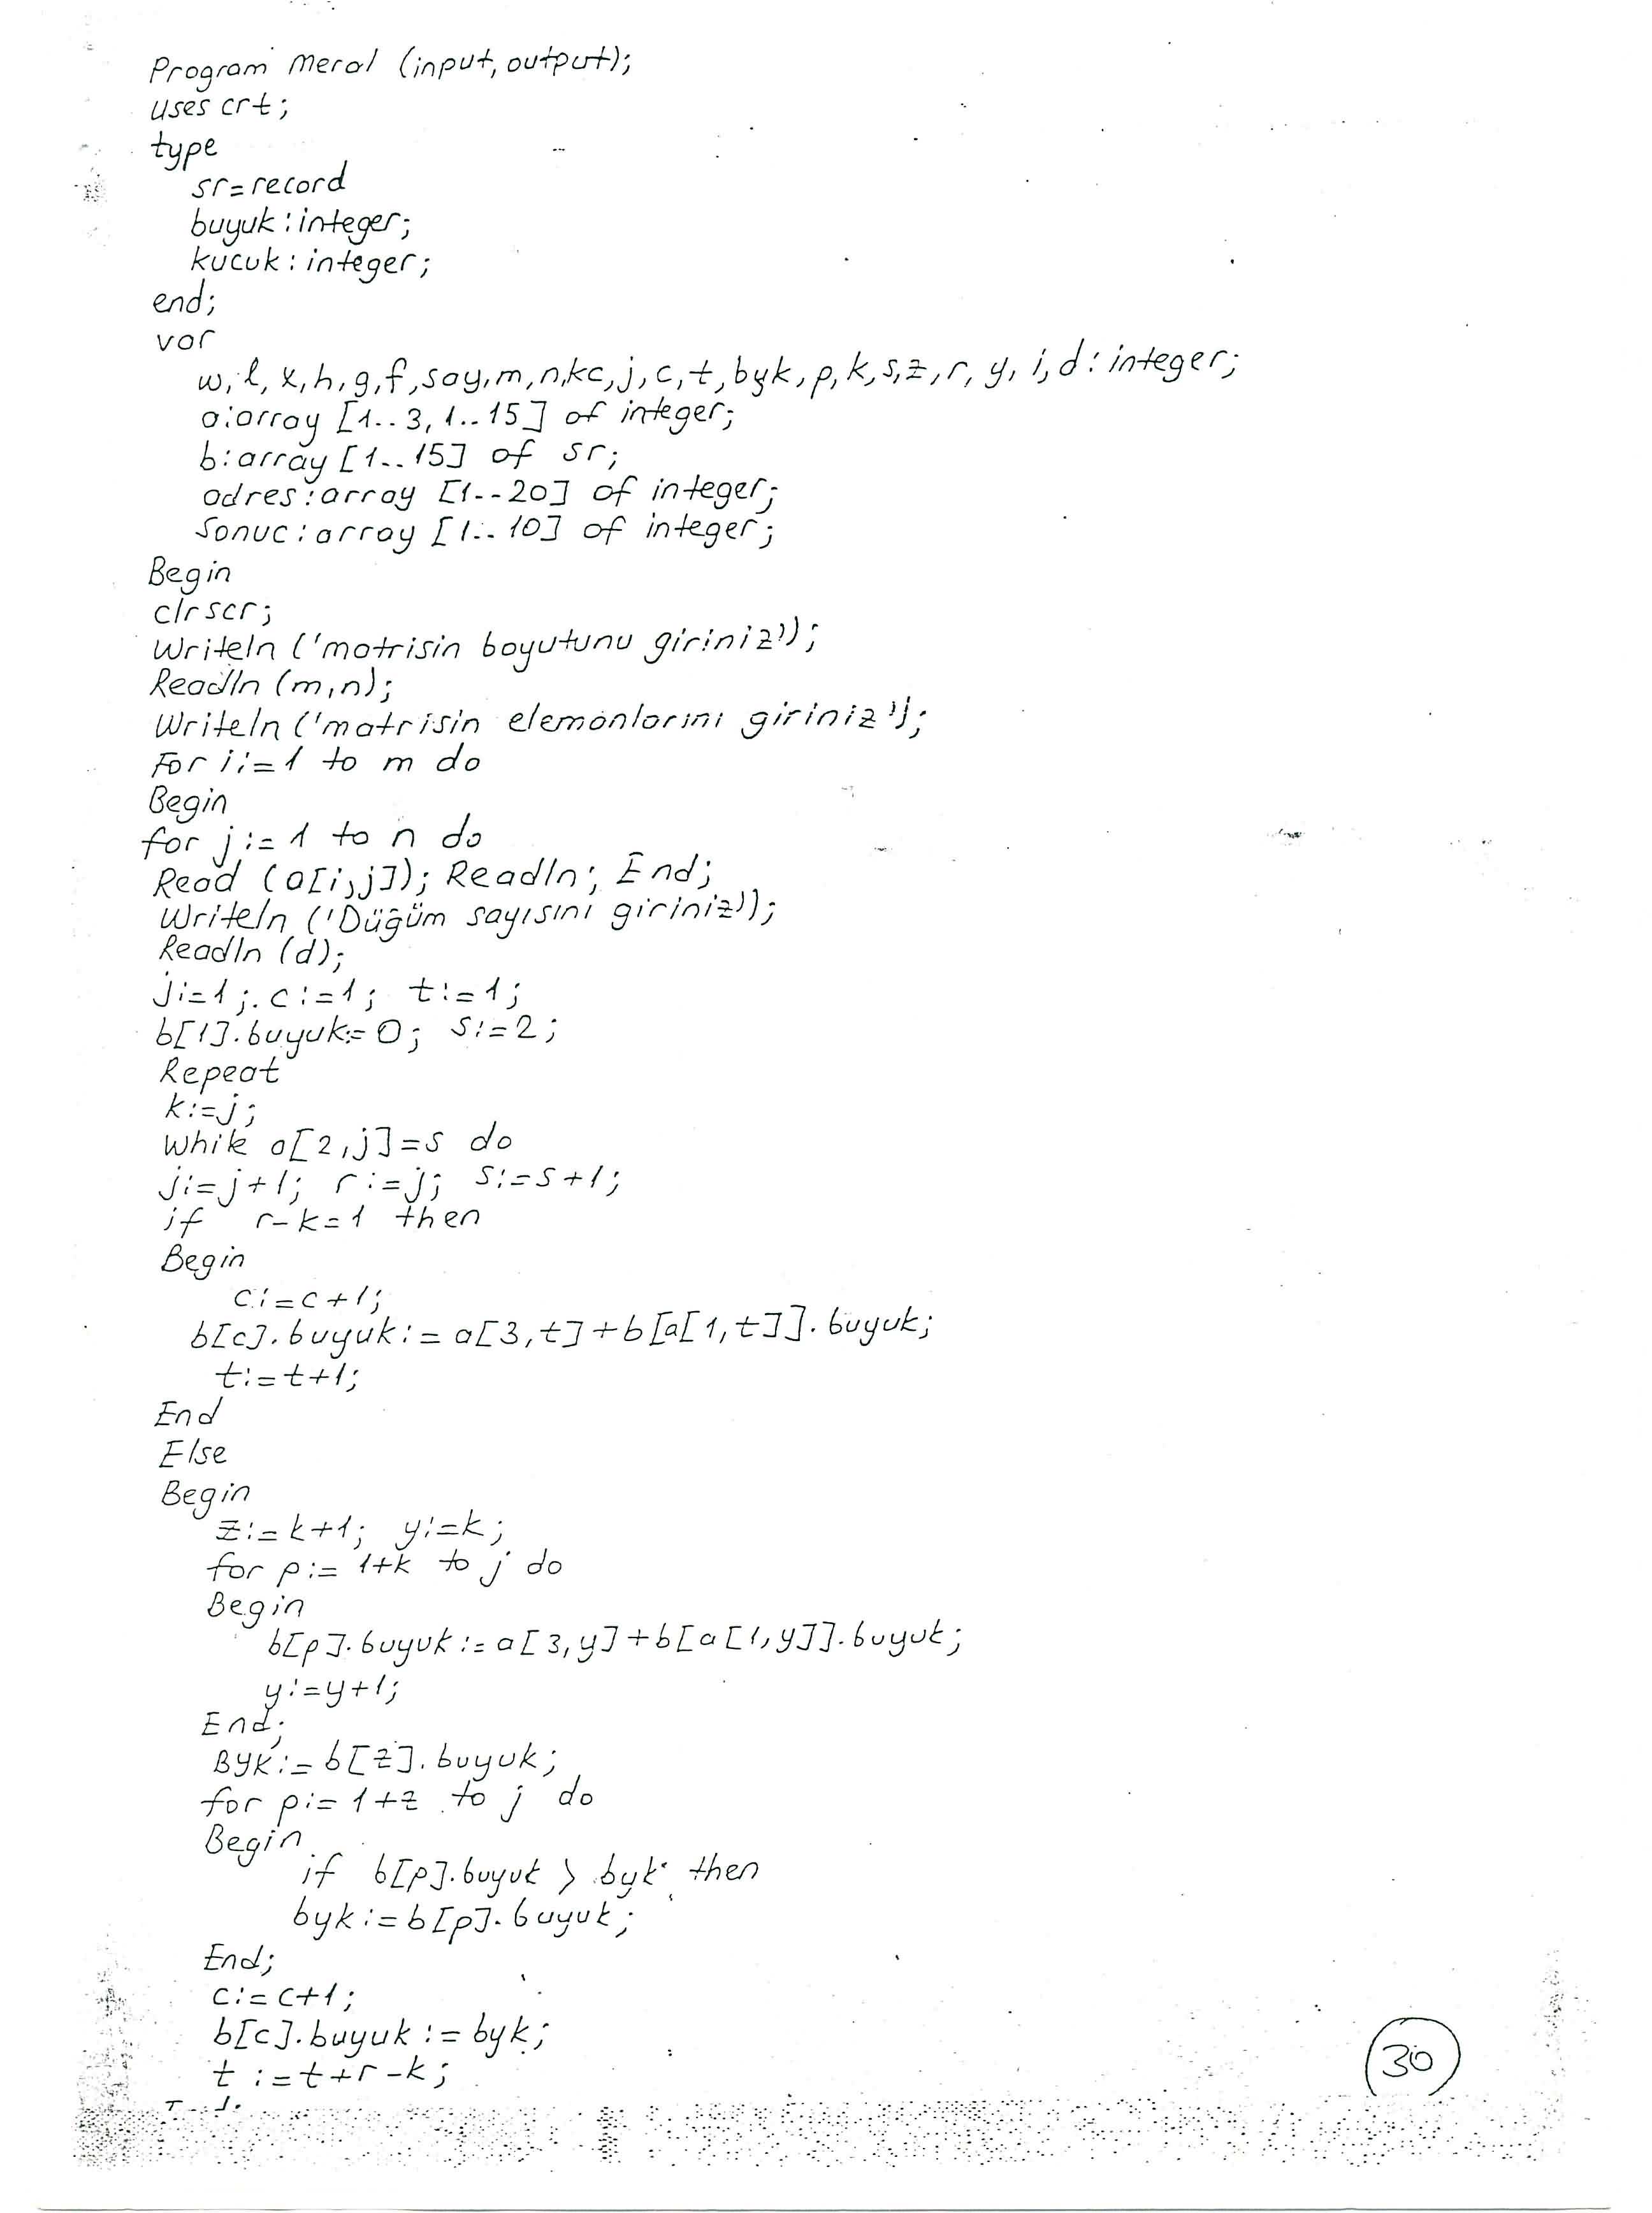 Program Meral (input, output);
uses crt;
type
sr=record
buyuk:integer;
kucuk:integer;
end;
var
w,l,x,h,g,f,say,m,n,kc,j,c,t,byk,p,k,s,z,r,y,i,d:integer;
a:array [1..3,1..15] of integer;
b:array [1..15] of sr;
adres:array [1..20] of integer;
sonuc:array [1..10] of integer;
Begin
clrscr;
Writeln ('matrisin boyutunu giriniz');
Readln (m,n);
Writeln ('matrisin elemanlarını giriniz');
For i:=1 to m do
Begin
for j:=1 to n do
Read (a[i,j]); Readln; End;
Writeln ('Düğüm sayısını giriniz');
Readln (d);
j:=1; c:=1; t:=1;
b[1].buyuk:=0; s:=2;
Repeat
k:=j;
While a[2,j]=s do
j:=j+1; r:=j; s:=s+1;
if r-k=1 then
Begin
c:=c+1;
b[c].buyuk:=a[3,t]+b[a[1,t]].buyuk;
t:=t+1;
End
Else
Begin
z:=k+1; y:=k;
for p:=1+k to j do
Begin
b[p].buyuk:=a[3,y]+b[a[1,y]].buyuk;
y:=y+1;
End;
Byk:=b[z].buyuk;
for p:=1+z to j do
Begin
if b[p].buyuk > byk then
byk:=b[p].buyuk;
End;
c:=c+1;
b[c].buyuk:=byk;
t:=t+r-k;
30